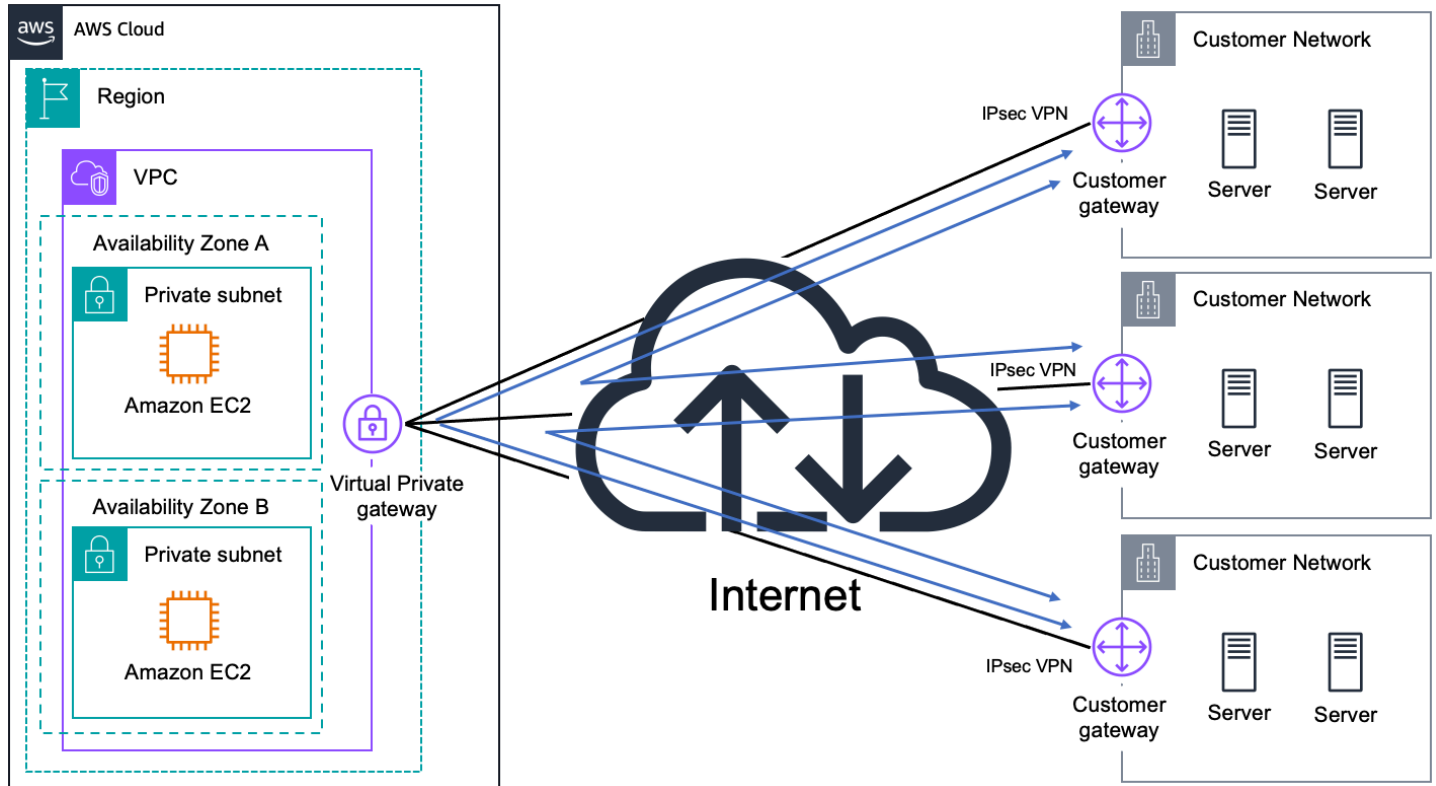 aws
AWS Cloud
Region
VPC
Availability Zone A
Private subnet
Amazon EC2
Availability Zone B
Private subnet
Amazon EC2
Virtual Private
gateway
Internet
IPsec VPN
Customer
gateway
Customer Network
Server
Server
IPsec VPN
Customer
gateway
Customer Network
Server
Server
IPsec VPN
Customer
gateway
Customer Network
Server
Server